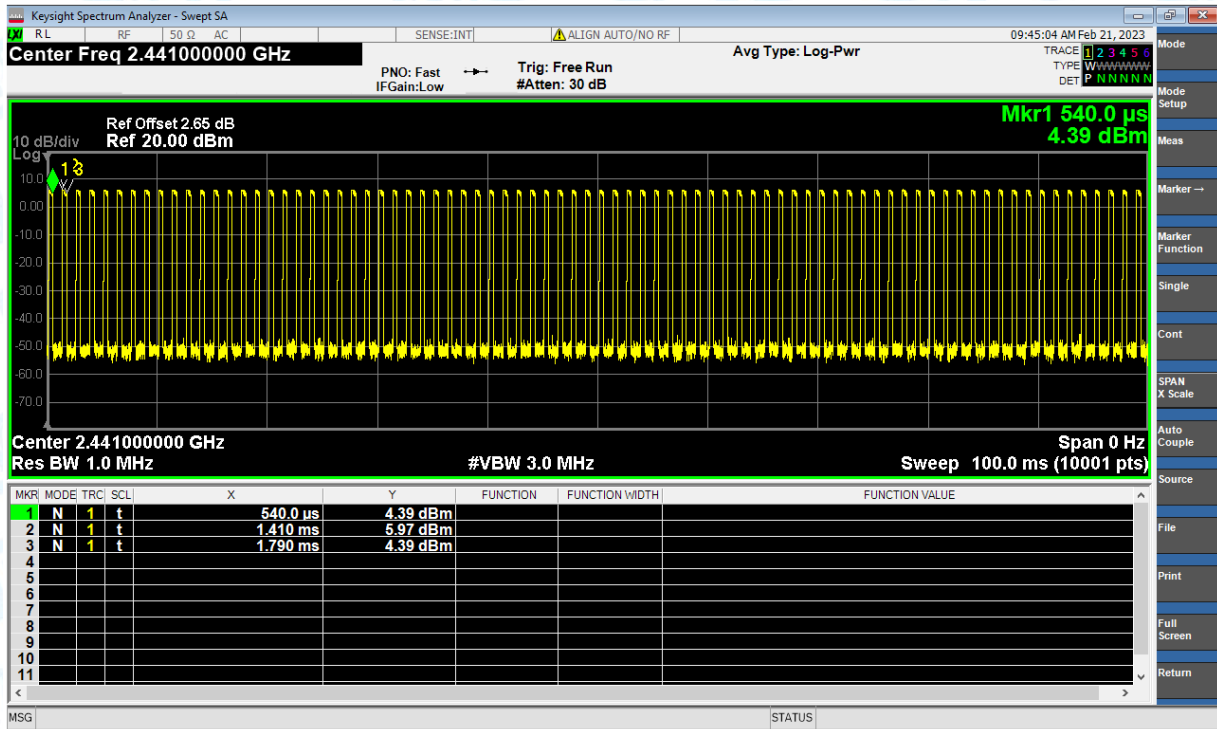 Keysight Spectrum Analyzer - Swept SA
LXI RL RF 50 Ω AC SENSE:INT ALIGN AUTO/NO RF 09:45:04 AM Feb 21, 2023
Center Freq 2.441000000 GHz
Avg Type: Log-Pwr
TRACE 1 2 3 4 5 6
TYPE WWWWWW
DET P N N N N N
PNO: Fast
IFGain:Low
Trig: Free Run
#Atten: 30 dB
Mkr1 540.0 µs
4.39 dBm
Ref Offset 2.65 dB
10 dB/div Ref 20.00 dBm
Log
1 3
10.0
0.00
-10.0
-20.0
-30.0
-40.0
-50.0
-60.0
-70.0
Center 2.441000000 GHz Span 0 Hz
Res BW 1.0 MHz #VBW 3.0 MHz Sweep 100.0 ms (10001 pts)
MKR MODE TRC SCL X Y FUNCTION FUNCTION WIDTH FUNCTION VALUE
1 N 1 t 540.0 µs 4.39 dBm
2 N 1 t 1.410 ms 5.97 dBm
3 N 1 t 1.790 ms 4.39 dBm
4
5
6
7
8
9
10
11
MSG STATUS
Mode
Mode
Setup
Meas
Marker →
Marker
Function
Single
Cont
SPAN
X Scale
Auto
Couple
Source
File
Print
Full
Screen
Return